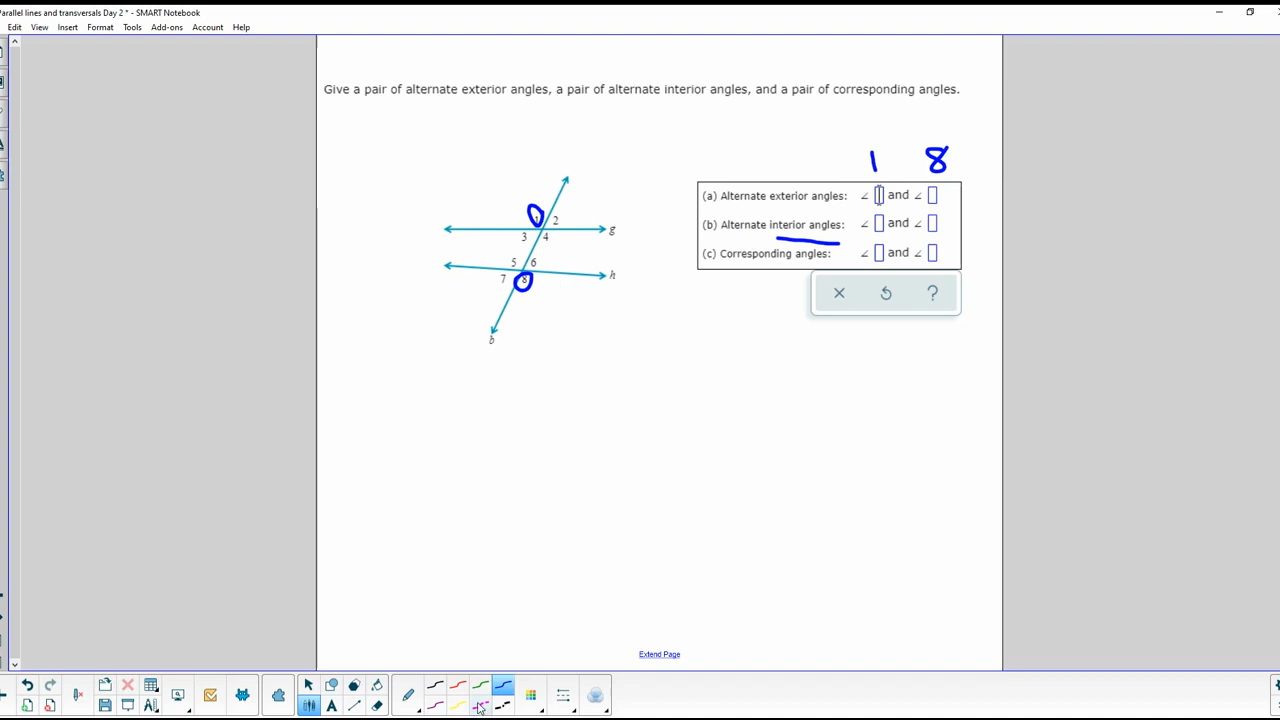 Parallel lines and transversals Day 2 * - SMART Notebook
Edit View Insert Format Tools Add-ons Account Help
Give a pair of alternate exterior angles, a pair of alternate interior angles, and a pair of corresponding angles.
1 8
(a) Alternate exterior angles: ∠ and ∠
(b) Alternate interior angles: ∠ and ∠
(c) Corresponding angles: ∠ and ∠
1 2
g
3 4
5 6
h
7 8
b
Extend Page